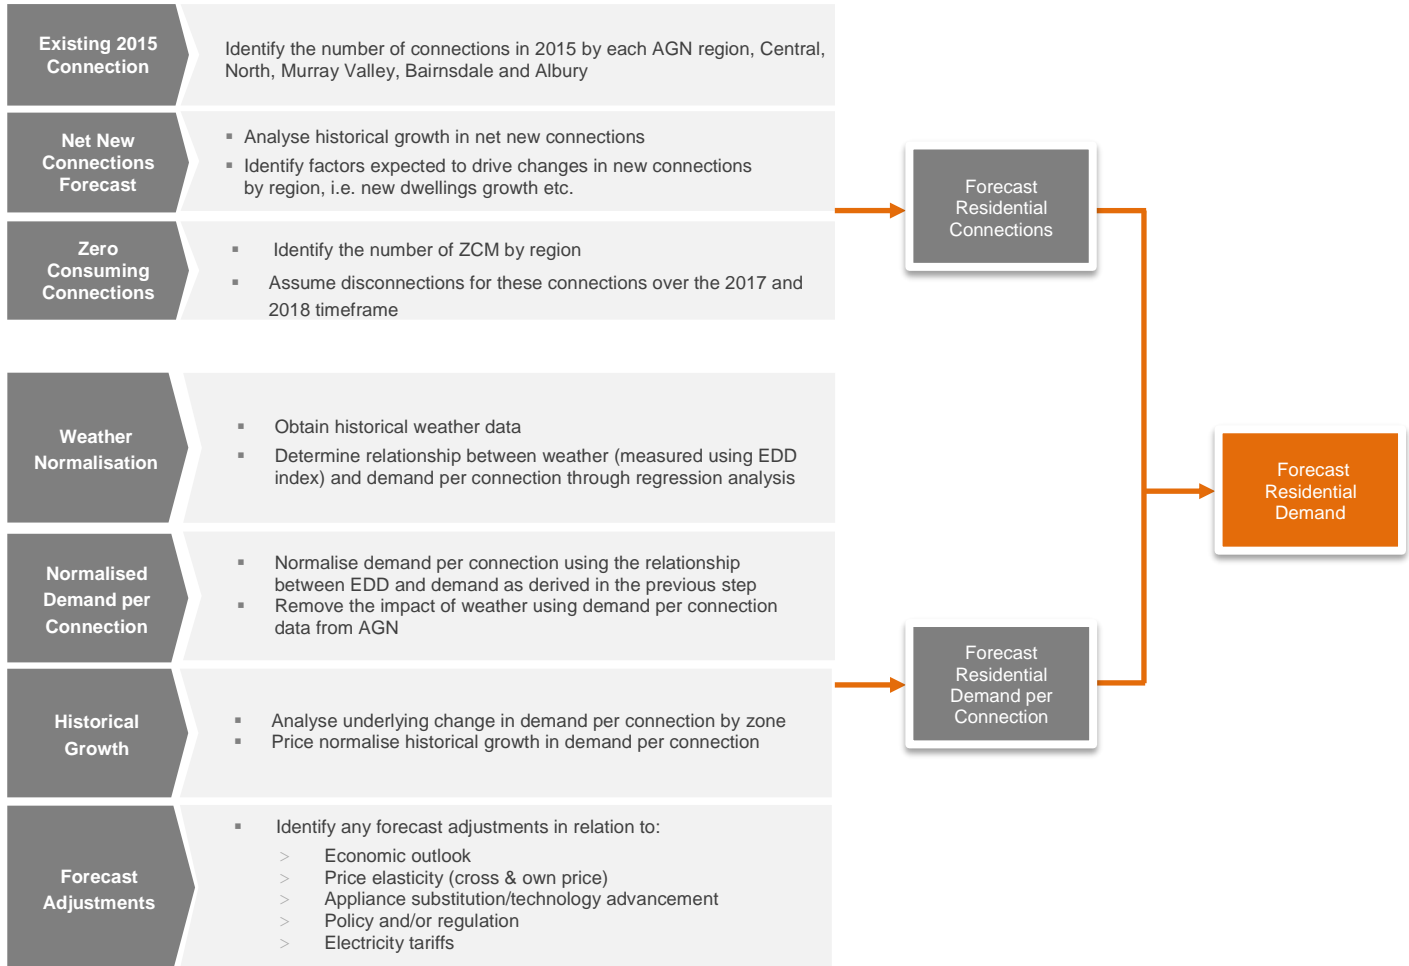 Existing 2015
Connection
Identify the number of connections in 2015 by each AGN region, Central,
North, Murray Valley, Bairnsdale and Albury
Net New
Connections
Forecast
▪ Analyse historical growth in net new connections
▪ Identify factors expected to drive changes in new connections
by region, i.e. new dwellings growth etc.
Zero
Consuming
Connections
▪ Identify the number of ZCM by region
▪ Assume disconnections for these connections over the 2017 and
2018 timeframe
Forecast
Residential
Connections
Weather
Normalisation
▪ Obtain historical weather data
▪ Determine relationship between weather (measured using EDD
index) and demand per connection through regression analysis
Normalised
Demand per
Connection
▪ Normalise demand per connection using the relationship
between EDD and demand as derived in the previous step
▪ Remove the impact of weather using demand per connection
data from AGN
Historical
Growth
▪ Analyse underlying change in demand per connection by zone
▪ Price normalise historical growth in demand per connection
Forecast
Adjustments
▪ Identify any forecast adjustments in relation to:
> Economic outlook
> Price elasticity (cross & own price)
> Appliance substitution/technology advancement
> Policy and/or regulation
> Electricity tariffs
Forecast
Residential
Demand per
Connection
Forecast
Residential
Demand